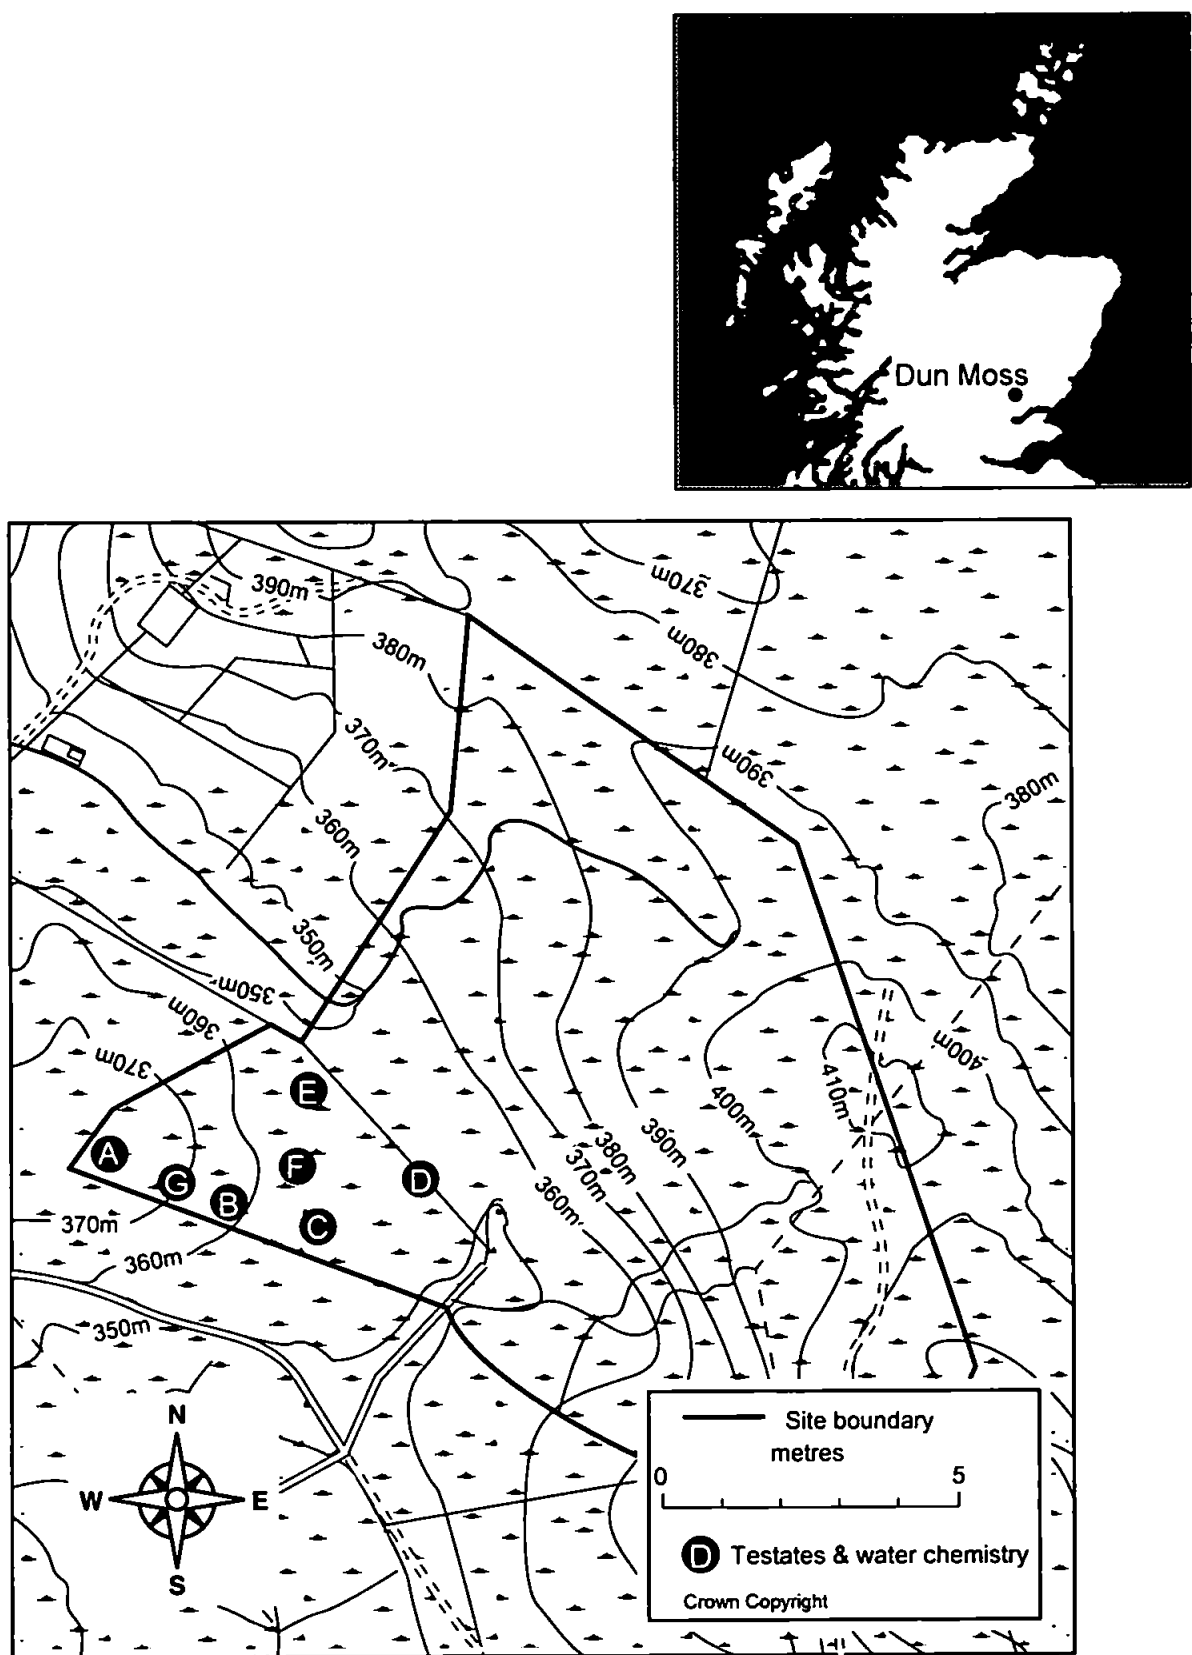 Dun Moss
390m
370m
380m
380m
370m
390m
380m
360m
350m
350m
360m
370m
400m
410m
400m
390m
380m
370m
360m
E
A
F
G
D
B
C
370m
360m
350m
N
W E
S
Site boundary
metres
0 5
D Testates & water chemistry
Crown Copyright